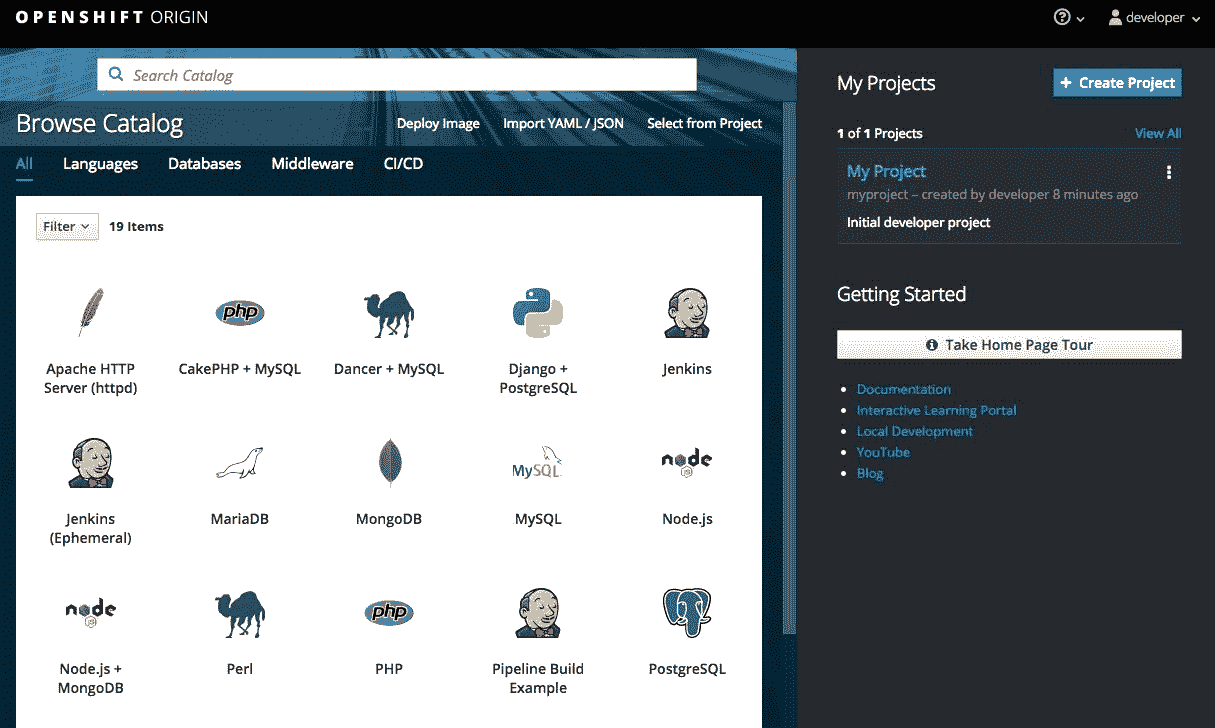 OPENSHIFT ORIGIN
developer
Search Catalog
Browse Catalog
Deploy Image
Import YAML / JSON
Select from Project
All
Languages
Databases
Middleware
CI/CD
Filter
19 Items
Apache HTTP
Server (httpd)
php
CakePHP + MySQL
Dancer + MySQL
Django +
PostgreSQL
Jenkins
Jenkins
(Ephemeral)
MariaDB
MongoDB
MySQL
MySQL
node
JS
Node.js
node
JS
Node.js +
MongoDB
Perl
php
PHP
Pipeline Build
Example
PostgreSQL
My Projects
+ Create Project
1 of 1 Projects
View All
My Project
myproject – created by developer 8 minutes ago
Initial developer project
Getting Started
Take Home Page Tour
Documentation
Interactive Learning Portal
Local Development
YouTube
Blog